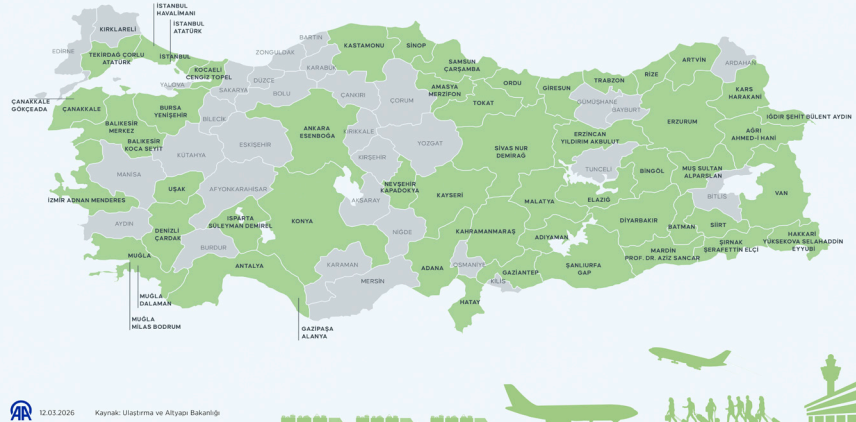 İSTANBUL
HAVALİMANI
İSTANBUL
ATATÜRK
KIRKLARELİ
EDİRNE
TEKİRDAĞ ÇORLU
ATATÜRK
İSTANBUL
KOCAELİ
CENGİZ TOPEL
YALOVA
SAKARYA
DÜZCE
ZONGULDAK
BARTIN
KARABÜK
BOLU
KASTAMONU
SİNOP
SAMSUN
ÇARŞAMBA
ÇANKIRI
ÇORUM
AMASYA
MERZİFON
TOKAT
ORDU
GİRESUN
TRABZON
RİZE
ARTVİN
ARDAHAN
KARS
HARAKANİ
GÜMÜŞHANE
BAYBURT
ERZURUM
IĞDIR ŞEHİT BÜLENT AYDIN
AĞRI
AHMED-İ HANİ
ÇANAKKALE
GÖKÇEADA
ÇANAKKALE
BURSA
YENİŞEHİR
BALIKESİR
MERKEZ
BALIKESİR
KOCA SEYİT
BİLECİK
ESKİŞEHİR
KÜTAHYA
ANKARA
ESENBOĞA
KIRIKKALE
KIRŞEHİR
YOZGAT
SİVAS NUR
DEMİRAĞ
ERZİNCAN
YILDIRIM AKBULUT
TUNCELİ
BİNGÖL
MUŞ SULTAN
ALPARSLAN
BİTLİS
VAN
MANİSA
UŞAK
AFYONKARAHİSAR
İZMİR ADNAN MENDERES
AYDIN
DENİZLİ
ÇARDAK
ISPARTA
SÜLEYMAN DEMİREL
BURDUR
KONYA
AKSARAY
NEVŞEHİR
KAPADOKYA
KAYSERİ
NİĞDE
MALATYA
ELAZIĞ
DİYARBAKIR
BATMAN
SİİRT
KAHRAMANMARAŞ
ADIYAMAN
ŞIRNAK
ŞERAFETTİN ELÇİ
HAKKARİ
YÜKSEKOVA SELAHADDİN
EYYUBİ
MARDİN
PROF. DR. AZİZ SANCAR
ŞANLIURFA
GAP
GAZİANTEP
KİLİS
OSMANİYE
ADANA
HATAY
MERSİN
KARAMAN
ANTALYA
MUĞLA
MUĞLA
DALAMAN
MUĞLA
MİLAS BODRUM
GAZİPAŞA
ALANYA
AA
12.03.2026
Kaynak: Ulaştırma ve Altyapı Bakanlığı